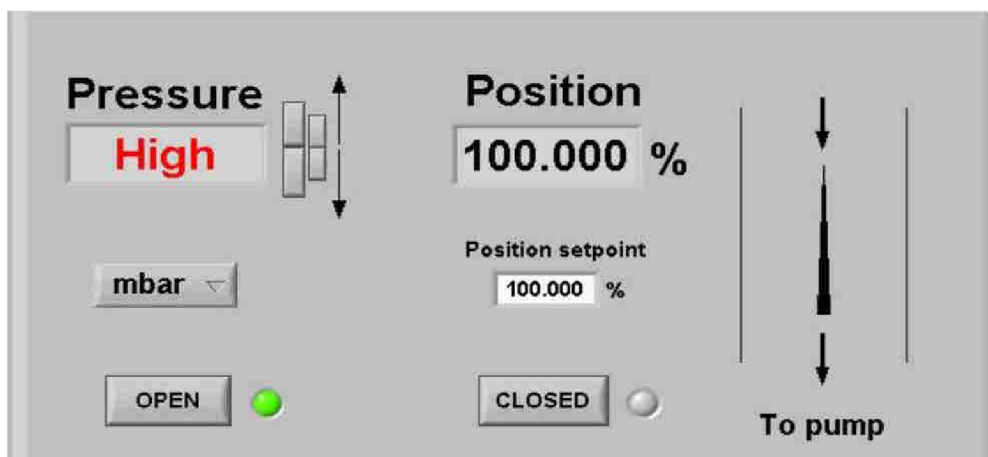 Pressure
High
mbar
OPEN
Position
100.000 %
Position setpoint
100.000 %
CLOSED
To pump